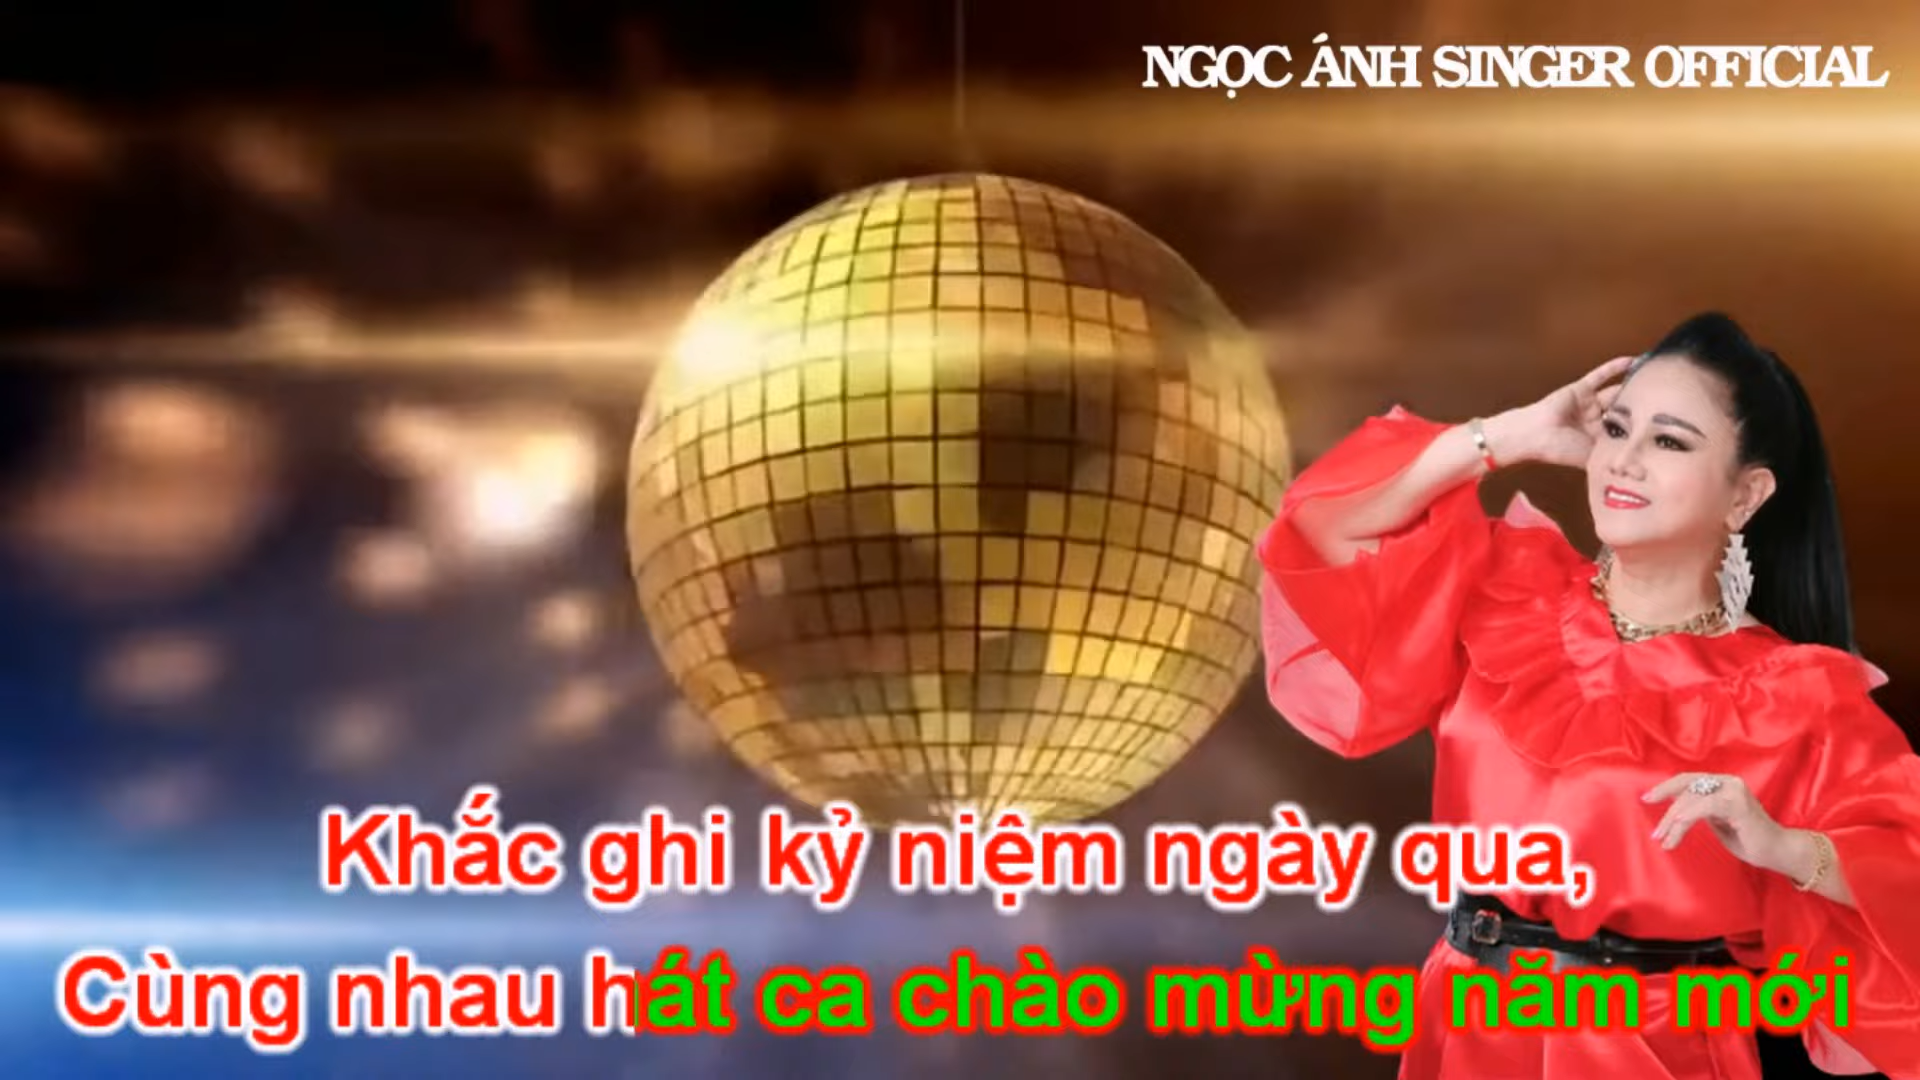 NGỌC ÁNH SINGER OFFICIAL
Khắc ghi kỷ niệm ngày qua,
Cùng nhau hát ca chào mừng năm mới